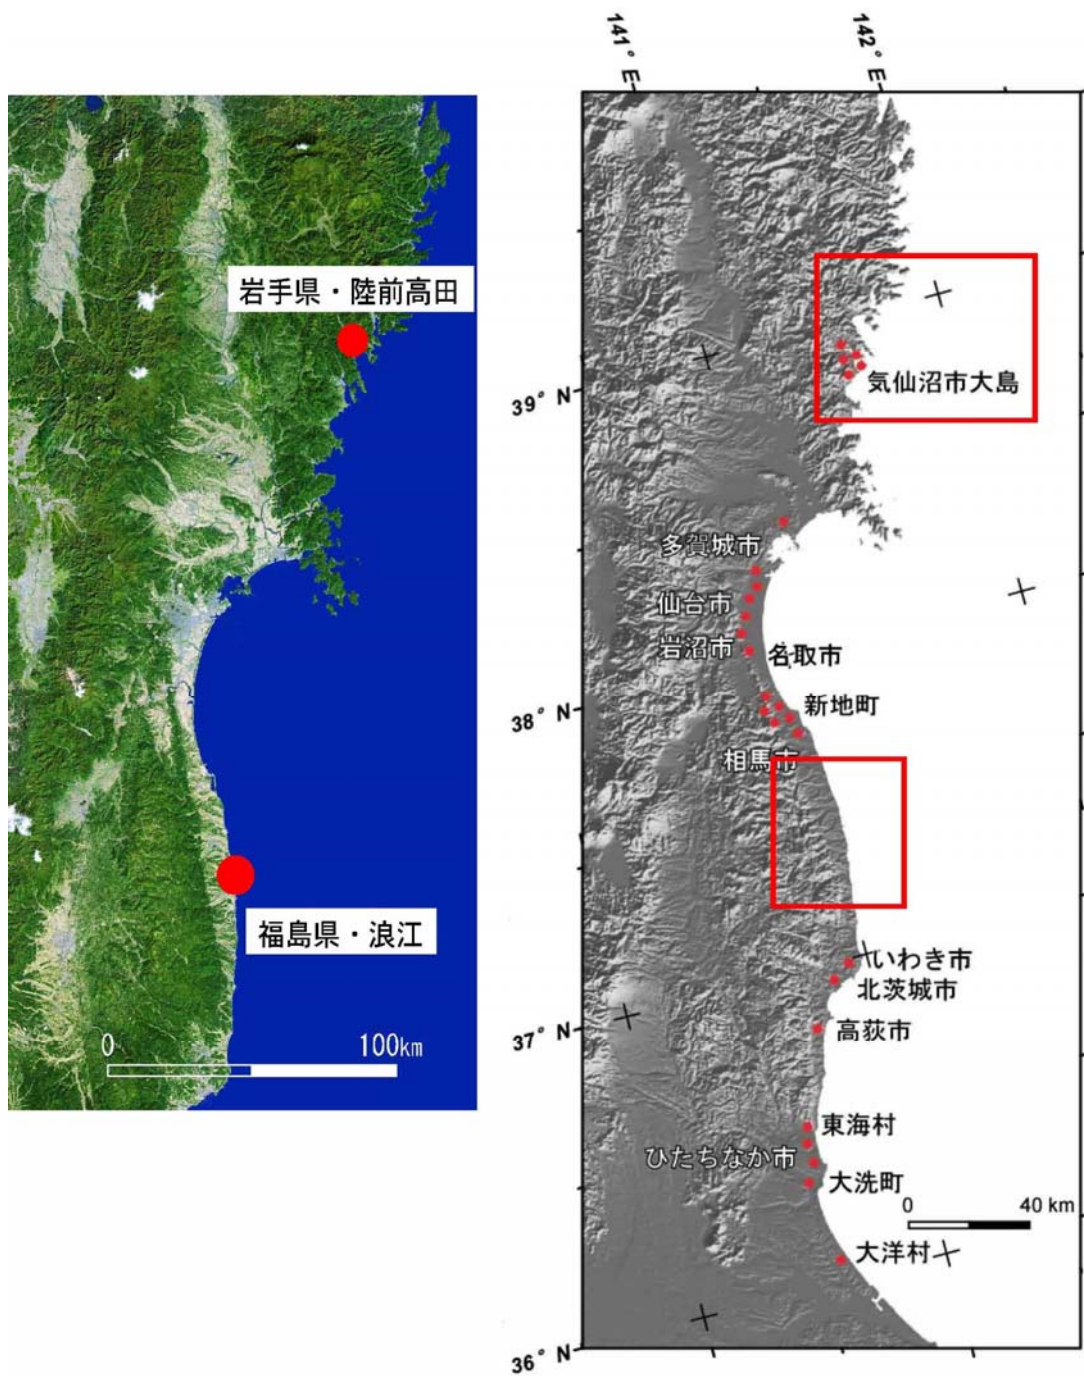 岩手県・陸前高田
福島県・浪江
0 100km
141° E
142° E
39° N
38° N
37° N
36° N
気仙沼市大島
多賀城市
仙台市
岩沼市
名取市
新地町
相馬市
いわき市
北茨城市
高萩市
東海村
ひたちなか市
大洗町
0 40 km
大洋村